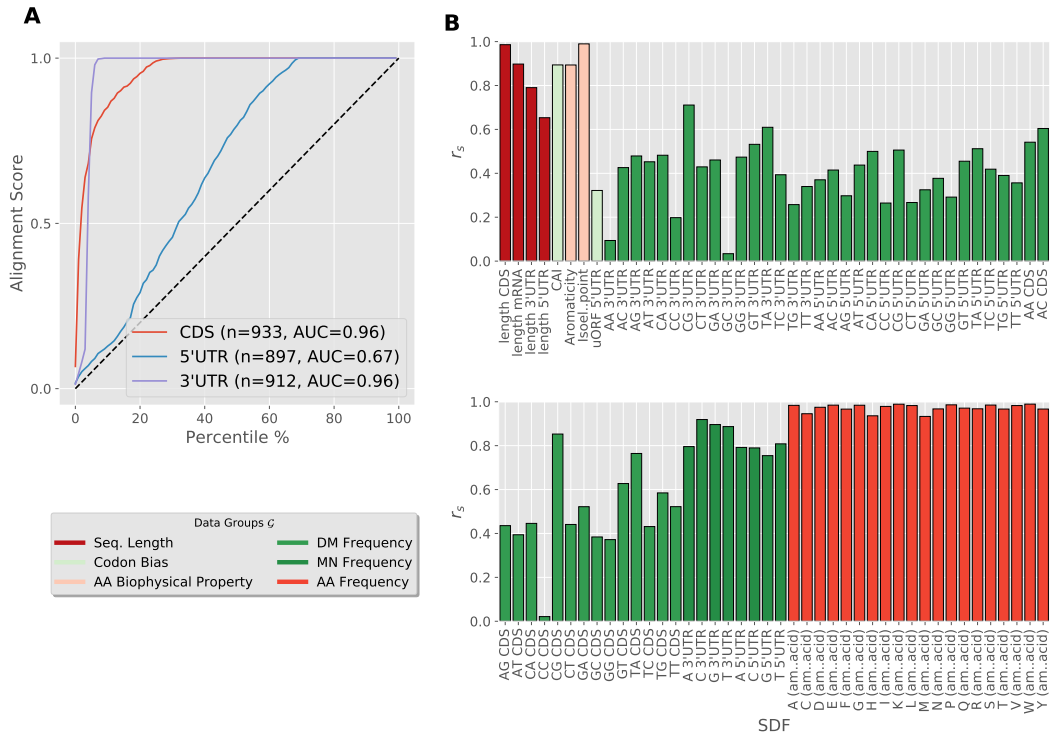 A
Alignment Score
1.0
0.5
0.0
0
20
40
60
80
100
Percentile %
CDS (n=933, AUC=0.96)
5'UTR (n=897, AUC=0.67)
3'UTR (n=912, AUC=0.96)
Data Groups 𝒢
Seq. Length
Codon Bias
AA Biophysical Property
DM Frequency
MN Frequency
AA Frequency
B
rₛ
1.0
0.8
0.6
0.4
0.2
0.0
length CDS
length mRNA
length 3'UTR
length 5'UTR
CAI
Aromaticity
Isoel..point
uORF 5'UTR
AA 3'UTR
AC 3'UTR
AG 3'UTR
AT 3'UTR
CA 3'UTR
CC 3'UTR
CG 3'UTR
CT 3'UTR
GA 3'UTR
GC 3'UTR
GG 3'UTR
GT 3'UTR
TA 3'UTR
TC 3'UTR
TG 3'UTR
TT 3'UTR
AA 5'UTR
AC 5'UTR
AG 5'UTR
AT 5'UTR
CA 5'UTR
CC 5'UTR
CG 5'UTR
CT 5'UTR
GA 5'UTR
GC 5'UTR
GG 5'UTR
GT 5'UTR
TA 5'UTR
TC 5'UTR
TG 5'UTR
TT 5'UTR
AA CDS
AC CDS
rₛ
1.0
0.8
0.6
0.4
0.2
0.0
AG CDS
AT CDS
CA CDS
CC CDS
CG CDS
CT CDS
GA CDS
GC CDS
GG CDS
GT CDS
TA CDS
TC CDS
TG CDS
TT CDS
A 3'UTR
C 3'UTR
G 3'UTR
T 3'UTR
A 5'UTR
C 5'UTR
G 5'UTR
T 5'UTR
A (am..acid)
C (am..acid)
D (am..acid)
E (am..acid)
F (am..acid)
G (am..acid)
H (am..acid)
I (am..acid)
K (am..acid)
L (am..acid)
M (am..acid)
N (am..acid)
P (am..acid)
Q (am..acid)
R (am..acid)
S (am..acid)
T (am..acid)
V (am..acid)
W (am..acid)
Y (am..acid)
SDF